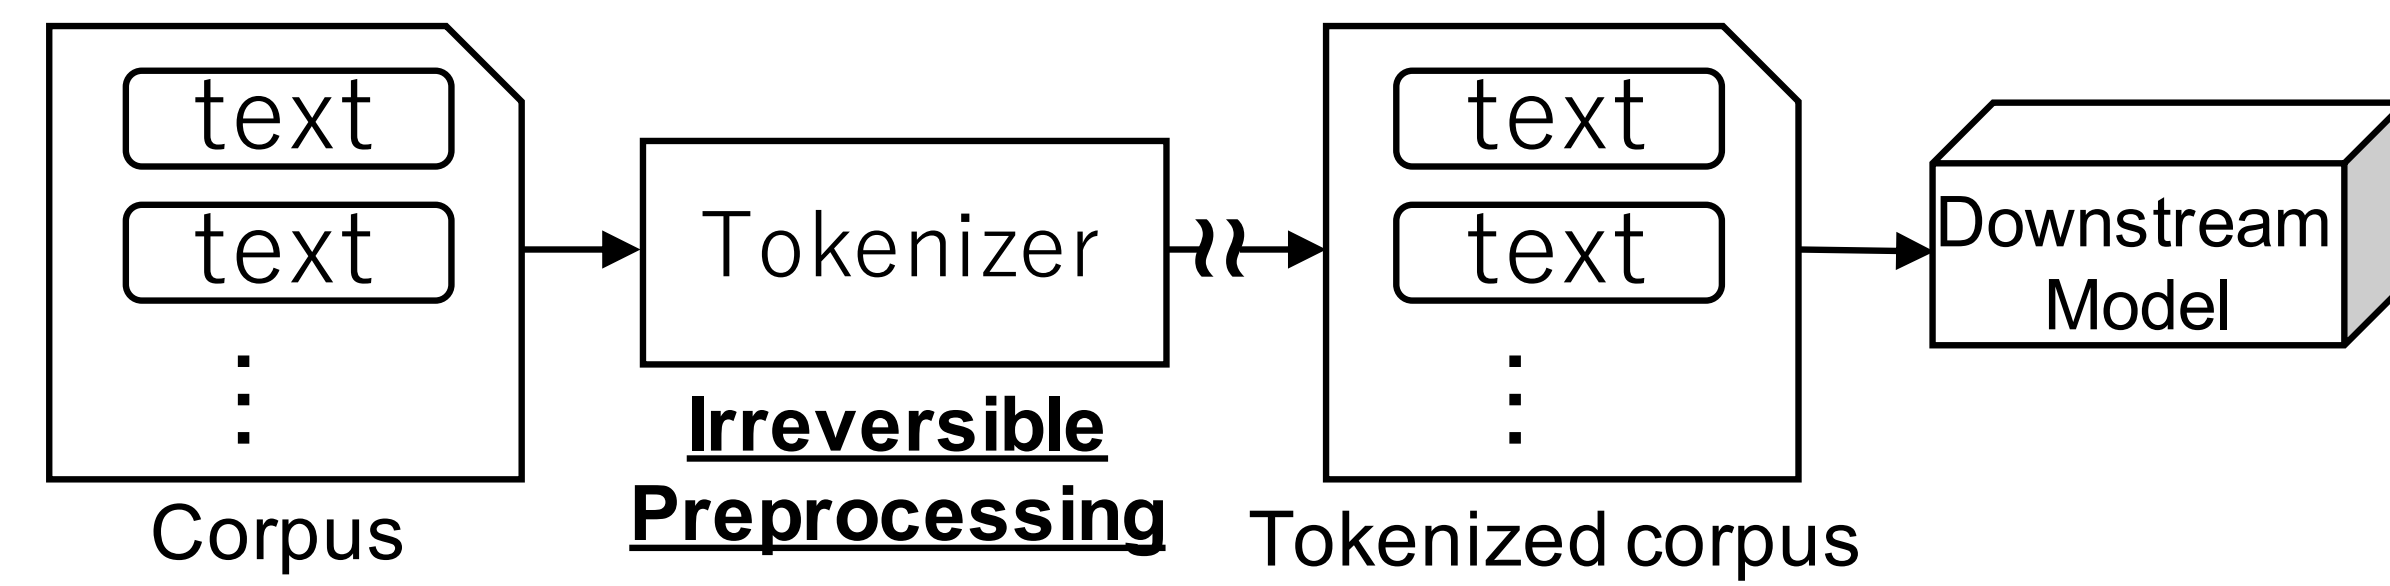 text
text
⋮
Corpus
Tokenizer
Irreversible
Preprocessing
text
text
⋮
Tokenized corpus
Downstream
Model